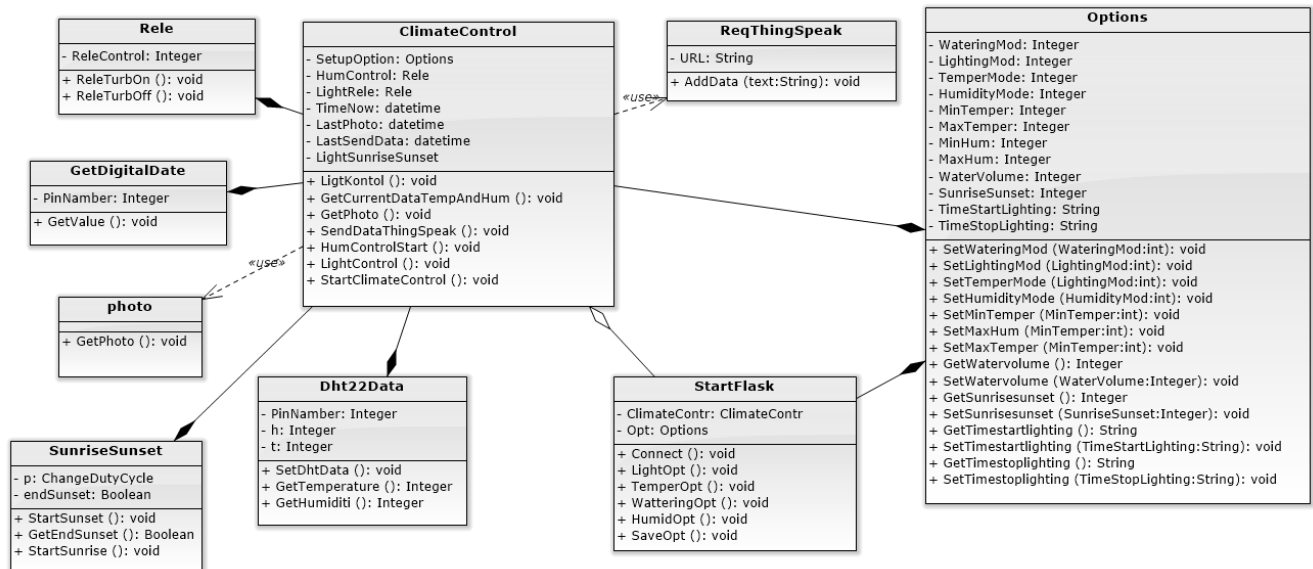 Rele
- ReleControl: Integer
+ ReleTurbOn (): void
+ ReleTurbOff (): void
ClimateControl
- SetupOption: Options
- HumControl: Rele
- LightRele: Rele
- TimeNow: datetime
- LastPhoto: datetime
- LastSendData: datetime
- LightSunriseSunset
+ LigtKontol (): void
+ GetCurrentDataTempAndHum (): void
+ GetPhoto (): void
+ SendDataThingSpeak (): void
+ HumControlStart (): void
+ LightControl (): void
+ StartClimateControl (): void
ReqThingSpeak
- URL: String
+ AddData (text:String): void
«use»
Options
- WateringMod: Integer
- LightingMod: Integer
- TemperMode: Integer
- HumidityMode: Integer
- MinTemper: Integer
- MaxTemper: Integer
- MinHum: Integer
- MaxHum: Integer
- WaterVolume: Integer
- SunriseSunset: Integer
- TimeStartLighting: String
- TimeStopLighting: String
+ SetWateringMod (WateringMod:int): void
+ SetLightingMod (LightingMod:int): void
+ SetTemperMode (LightingMod:int): void
+ SetHumidityMode (HumidityMod:int): void
+ SetMinTemper (MinTemper:int): void
+ SetMaxHum (MinTemper:int): void
+ SetMaxTemper (MinTemper:int): void
+ GetWatervolume (): Integer
+ SetWatervolume (WaterVolume:Integer): void
+ GetSunrisesunset (): Integer
+ SetSunrisesunset (SunriseSunset:Integer): void
+ GetTimestartlighting (): String
+ SetTimestartlighting (TimeStartLighting:String): void
+ GetTimestoplighting (): String
+ SetTimestoplighting (TimeStopLighting:String): void
GetDigitalDate
- PinNamber: Integer
+ GetValue (): void
«use»
photo
+ GetPhoto (): void
Dht22Data
- PinNamber: Integer
- h: Integer
- t: Integer
+ SetDhtData (): void
+ GetTemperature (): Integer
+ GetHumiditi (): Integer
StartFlask
- ClimateContr: ClimateContr
- Opt: Options
+ Connect (): void
+ LightOpt (): void
+ TemperOpt (): void
+ WatteringOpt (): void
+ HumidOpt (): void
+ SaveOpt (): void
SunriseSunset
- p: ChangeDutyCycle
- endSunset: Boolean
+ StartSunset (): void
+ GetEndSunset (): Boolean
+ StartSunrise (): void